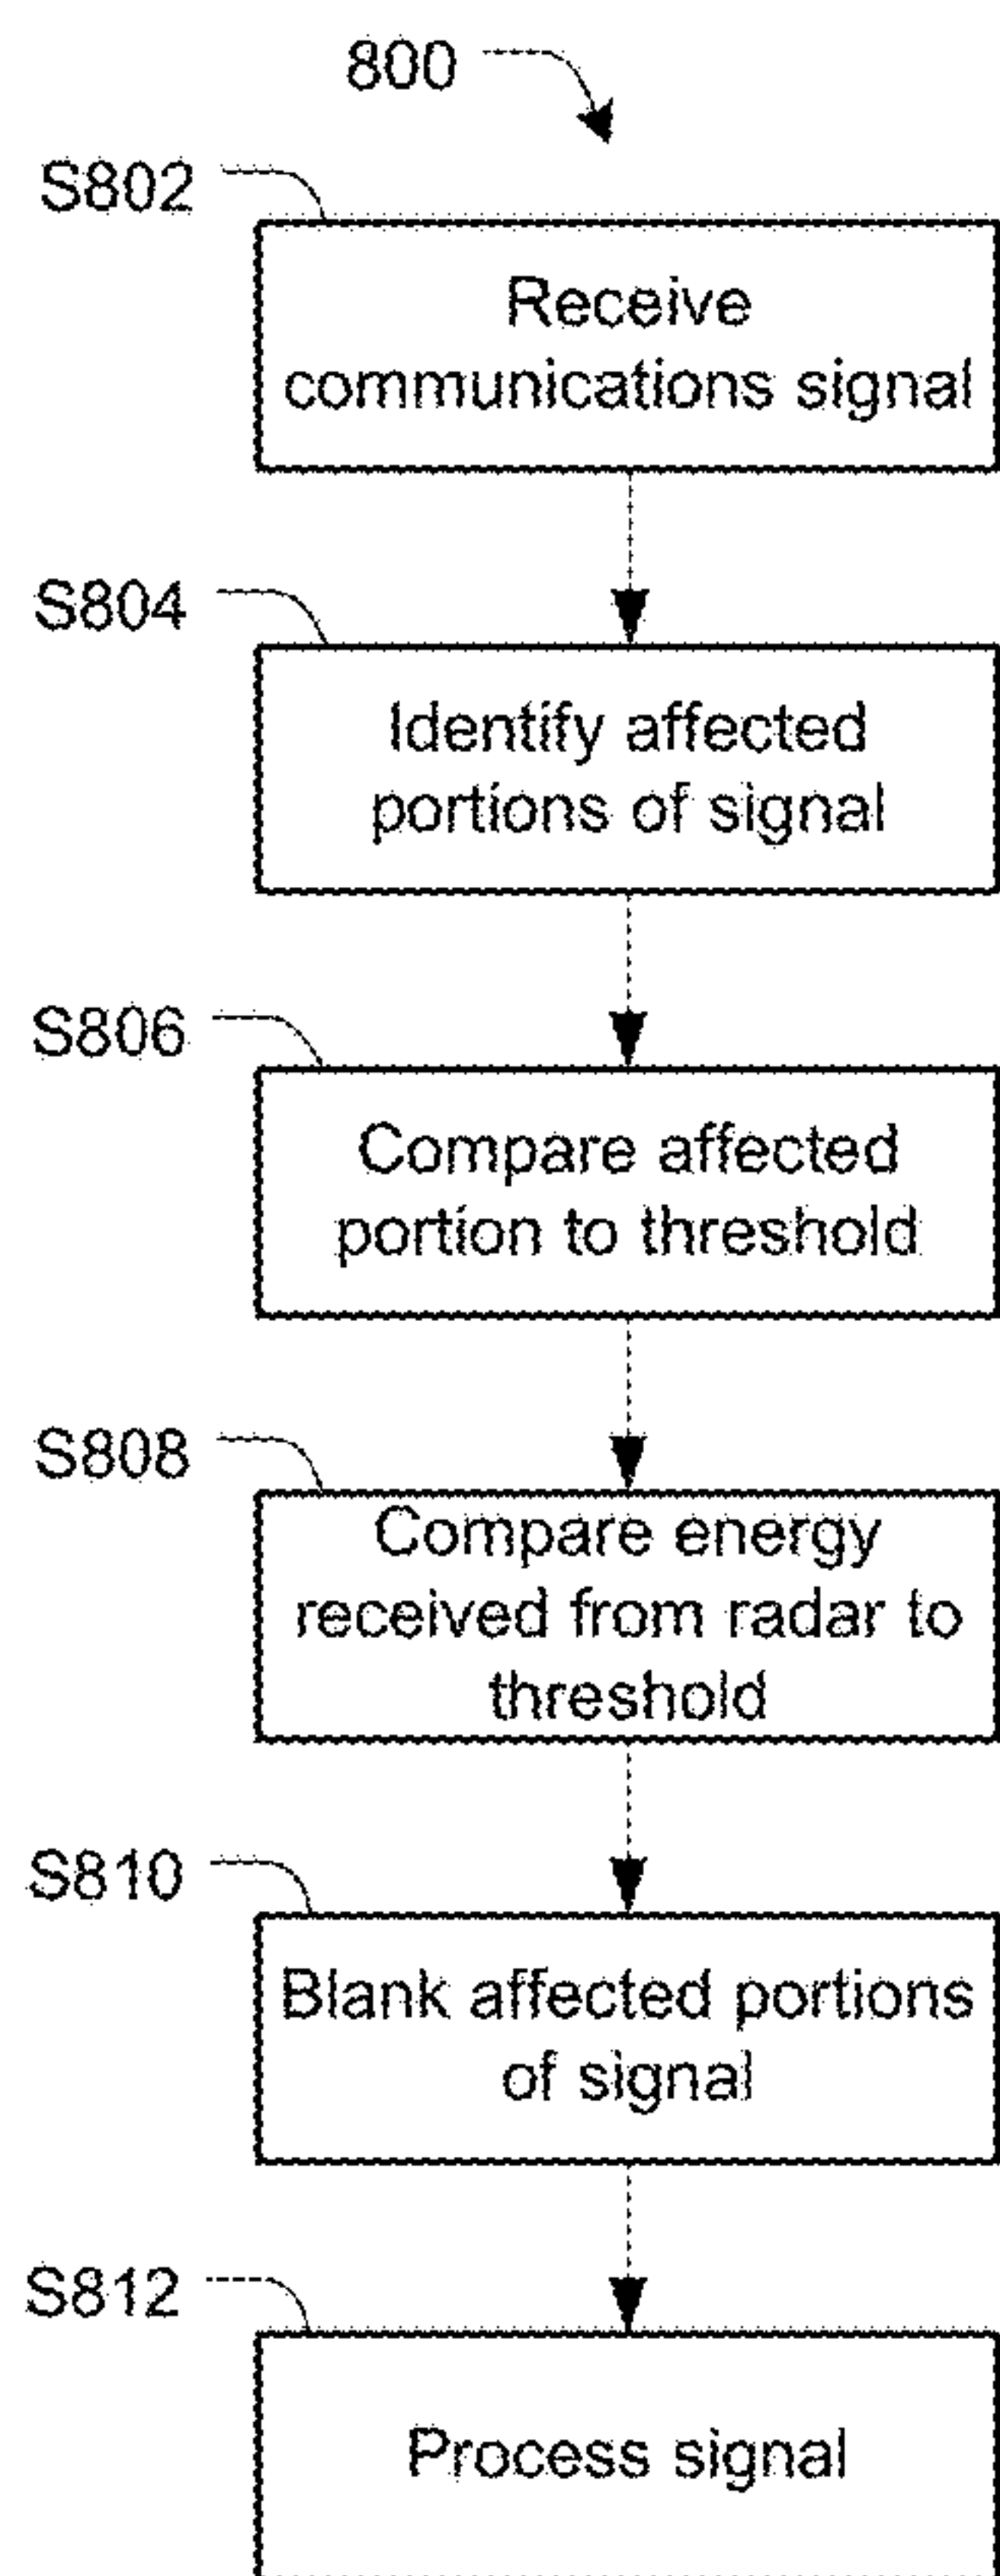 800
S802
Receive
communications signal
S804
Identify affected
portions of signal
S806
Compare affected
portion to threshold
S808
Compare energy
received from radar to
threshold
S810
Blank affected portions
of signal
S812
Process signal